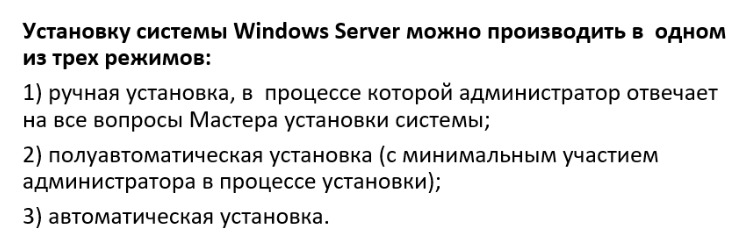 Установку системы Windows Server можно производить в одном
из трех режимов:
1) ручная установка, в процессе которой администратор отвечает
на все вопросы Мастера установки системы;
2) полуавтоматическая установка (с минимальным участием
администратора в процессе установки);
3) автоматическая установка.